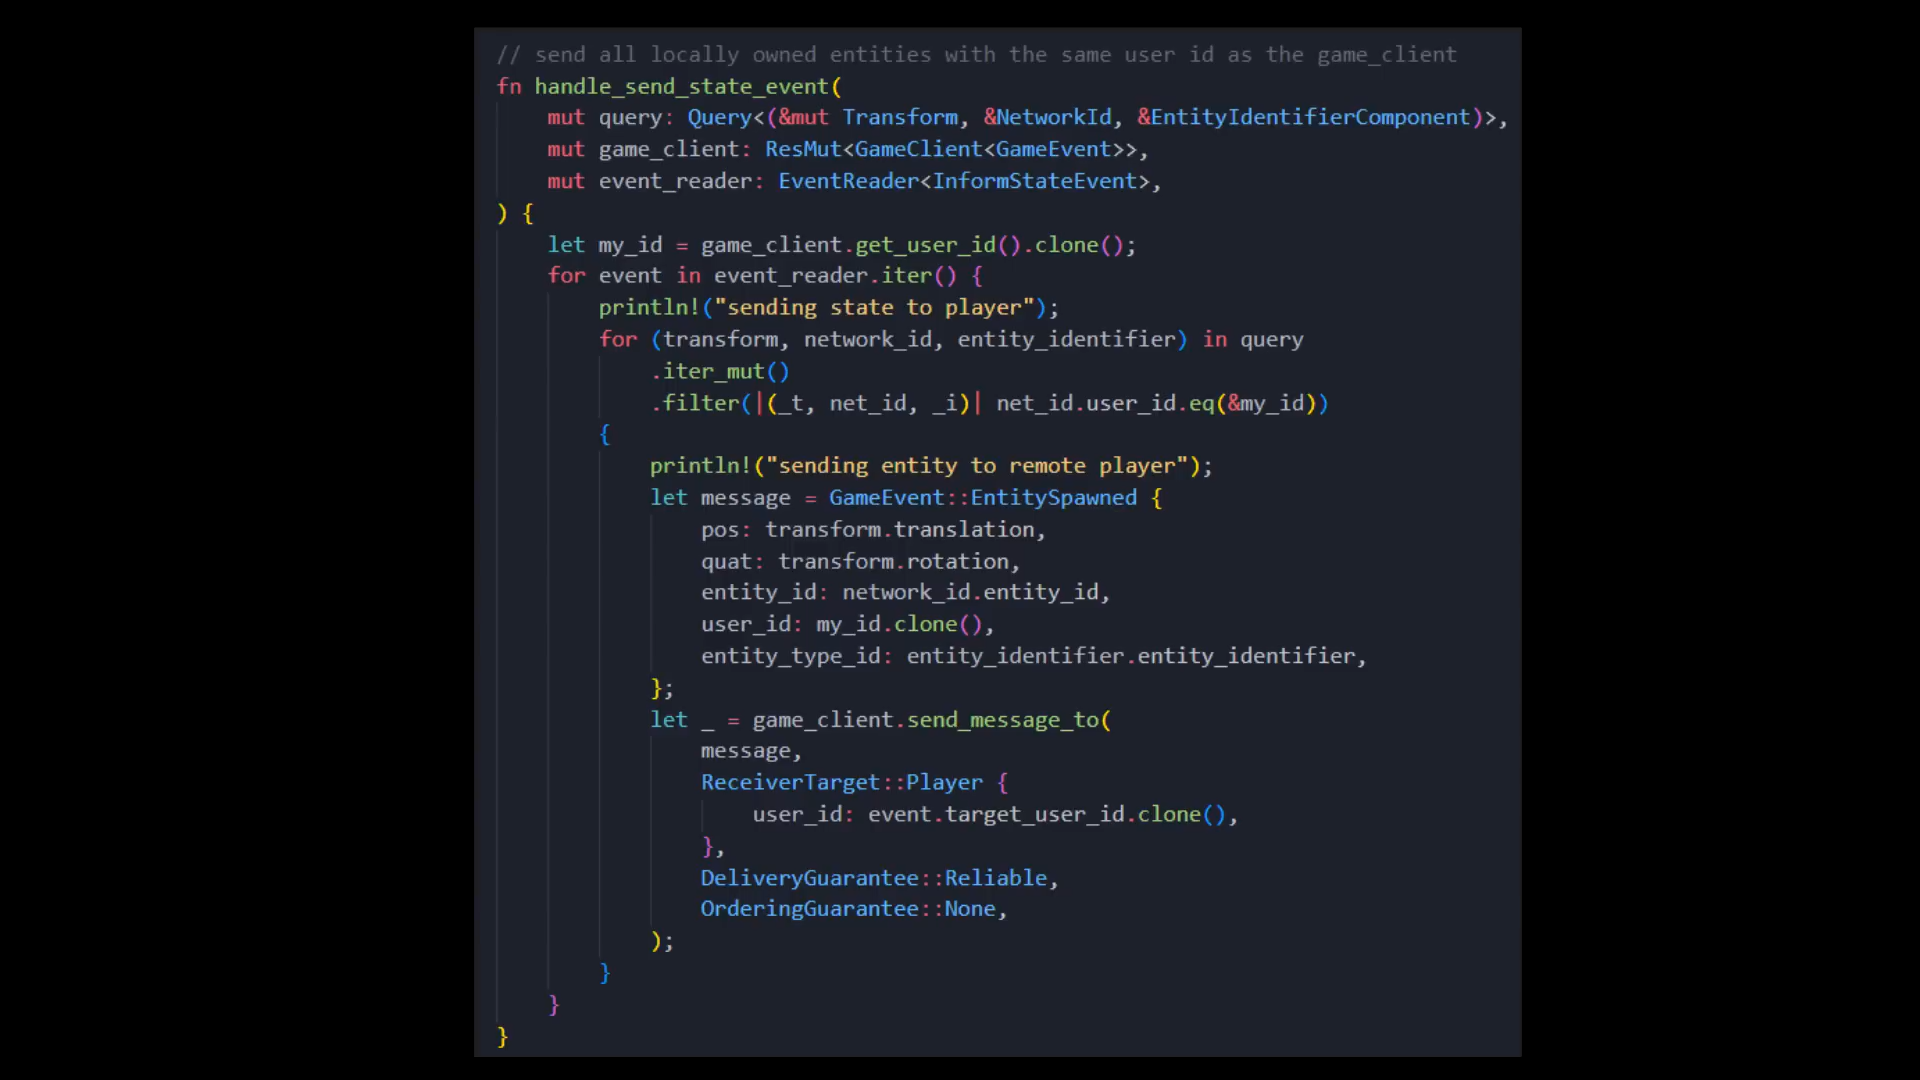 // send all locally owned entities with the same user id as the game_client
fn handle_send_state_event(
    mut query: Query<(&mut Transform, &NetworkId, &EntityIdentifierComponent)>,
    mut game_client: ResMut<GameClient<GameEvent>>,
    mut event_reader: EventReader<InformStateEvent>,
) {
    let my_id = game_client.get_user_id().clone();
    for event in event_reader.iter() {
        println!("sending state to player");
        for (transform, network_id, entity_identifier) in query
            .iter_mut()
            .filter(|(_t, net_id, _i)| net_id.user_id.eq(&my_id))
        {
            println!("sending entity to remote player");
            let message = GameEvent::EntitySpawned {
                pos: transform.translation,
                quat: transform.rotation,
                entity_id: network_id.entity_id,
                user_id: my_id.clone(),
                entity_type_id: entity_identifier.entity_identifier,
            };
            let _ = game_client.send_message_to(
                message,
                ReceiverTarget::Player {
                    user_id: event.target_user_id.clone(),
                },
                DeliveryGuarantee::Reliable,
                OrderingGuarantee::None,
            );
        }
    }
}